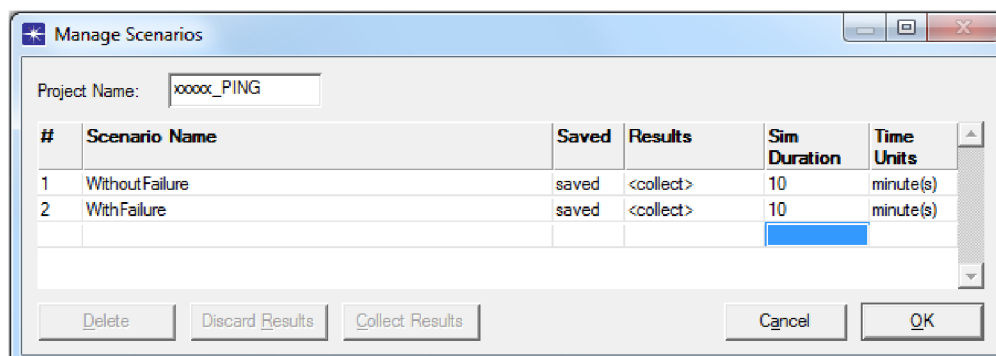 Manage Scenarios
Project Name: xxxxx_PING
# Scenario Name Saved Results Sim Duration Time Units
1 WithoutFailure saved <collect> 10 minute(s)
2 WithFailure saved <collect> 10 minute(s)
Delete Discard Results Collect Results Cancel OK